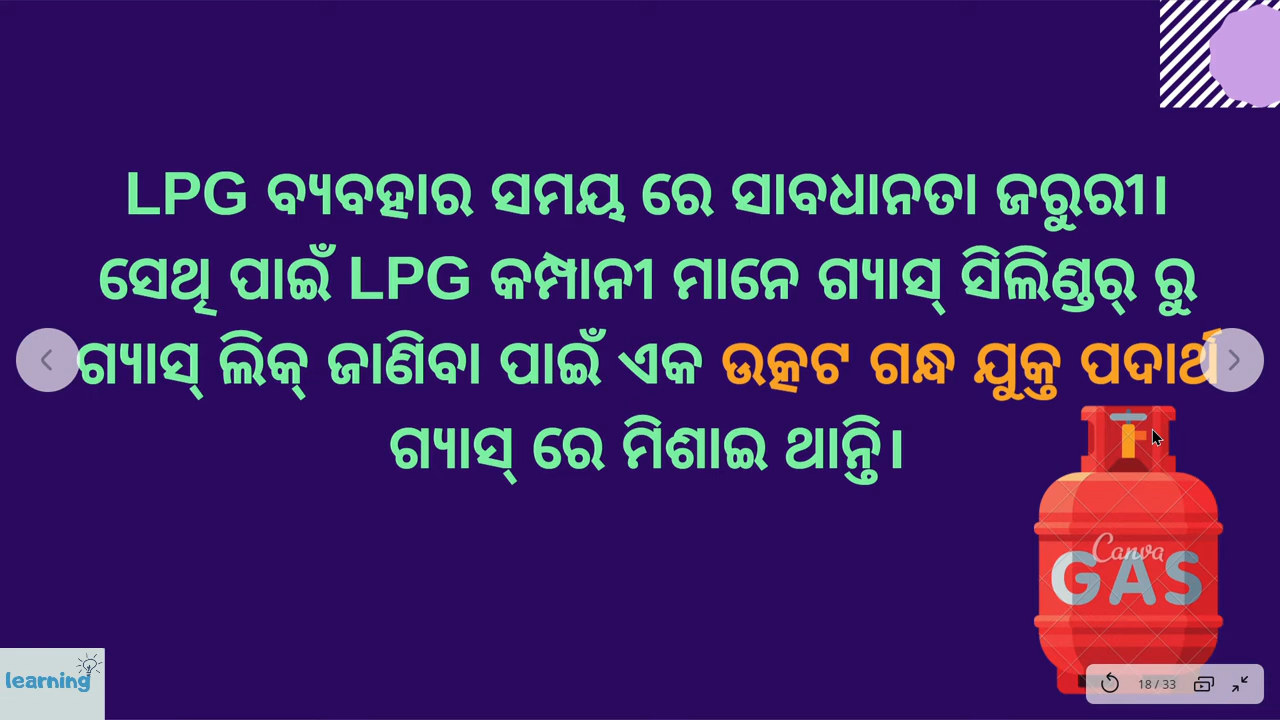 LPG ବ୍ୟବହାର ସମୟ ରେ ସାବଧାନତା ଜରୁରୀ।
ସେଥି ପାଇଁ LPG କମ୍ପାନୀ ମାନେ ଗ୍ୟାସ୍ ସିଲିଣ୍ଡର୍ ରୁ
ଗ୍ୟାସ୍ ଲିକ୍ ଜାଣିବା ପାଇଁ ଏକ ଉତ୍କଟ ଗନ୍ଧ ଯୁକ୍ତ ପଦାର୍ଥ
ଗ୍ୟାସ୍ ରେ ମିଶାଇ ଥାନ୍ତି।
Canva
GAS
learning
18 / 33